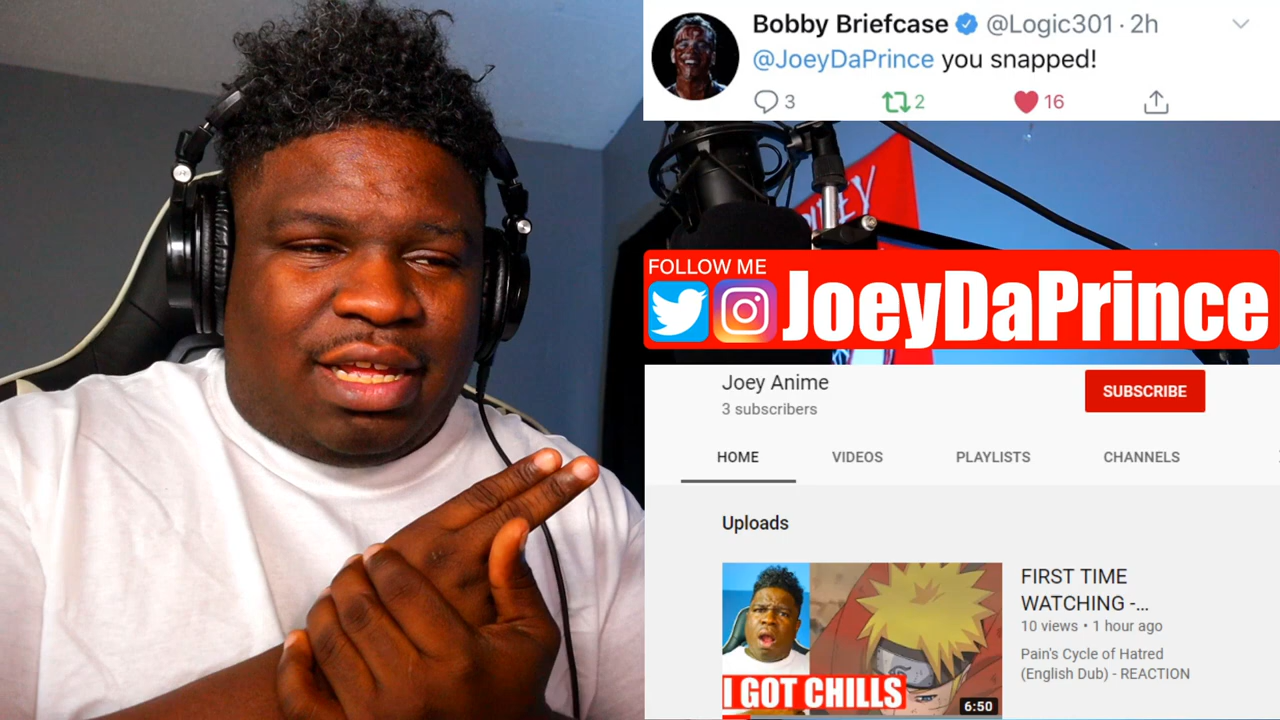 Bobby Briefcase @Logic301 · 2h
@JoeyDaPrince you snapped!
3 2 16
FOLLOW ME
JoeyDaPrince
Joey Anime
3 subscribers
SUBSCRIBE
HOME VIDEOS PLAYLISTS CHANNELS
Uploads
FIRST TIME
WATCHING -...
10 views • 1 hour ago
Pain's Cycle of Hatred
(English Dub) - REACTION
I GOT CHILLS
6:50